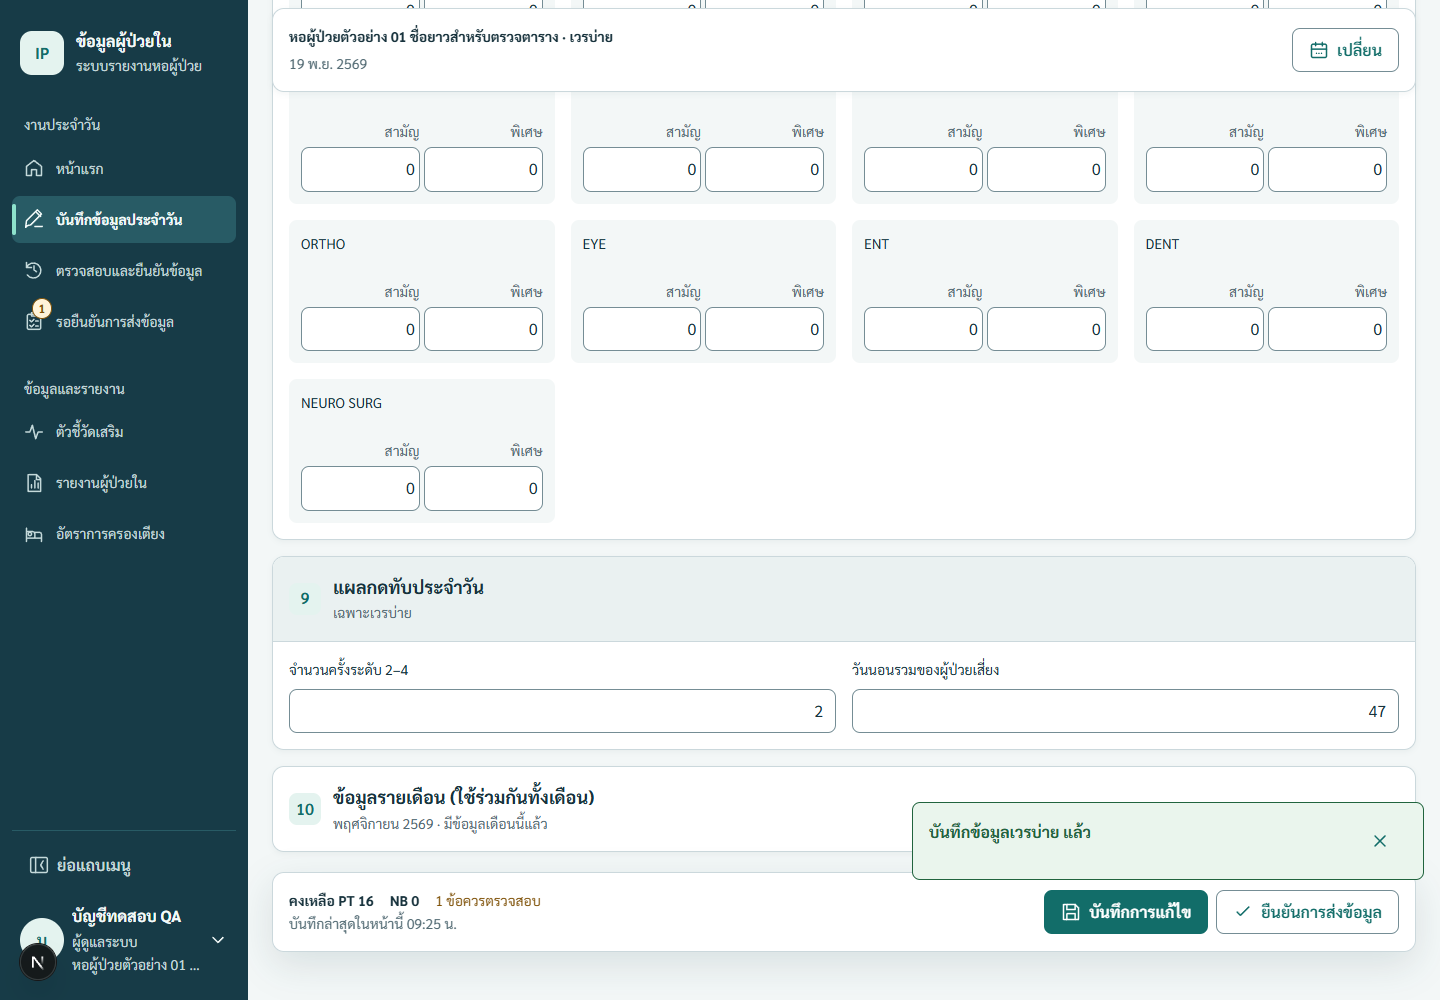 IP
ข้อมูลผู้ป่วยใน
ระบบรายงานหอผู้ป่วย
งานประจำวัน
หน้าแรก
บันทึกข้อมูลประจำวัน
ตรวจสอบและยืนยันข้อมูล
1
รอยืนยันการส่งข้อมูล
ข้อมูลและรายงาน
ตัวชี้วัดเสริม
รายงานผู้ป่วยใน
อัตราการครองเตียง
ย่อแถบเมนู
บัญชีทดสอบ QA
ผู้ดูแลระบบ
หอผู้ป่วยตัวอย่าง 01 ...
N
หอผู้ป่วยตัวอย่าง 01 ชื่อยาวสำหรับตรวจตาราง · เวรบ่าย
19 พ.ย. 2569
เปลี่ยน
สามัญ พิเศษ สามัญ พิเศษ สามัญ พิเศษ สามัญ พิเศษ
0 0 0 0 0 0 0 0
ORTHO EYE ENT DENT
สามัญ พิเศษ สามัญ พิเศษ สามัญ พิเศษ สามัญ พิเศษ
0 0 0 0 0 0 0 0
NEURO SURG
สามัญ พิเศษ
0 0
9
แผลกดทับประจำวัน
เฉพาะเวรบ่าย
จำนวนครั้งระดับ 2–4 วันนอนรวมของผู้ป่วยเสี่ยง
2 47
10
ข้อมูลรายเดือน (ใช้ร่วมกันทั้งเดือน)
พฤศจิกายน 2569 · มีข้อมูลเดือนนี้แล้ว
บันทึกข้อมูลเวรบ่าย แล้ว
คงเหลือ PT 16 NB 0 1 ข้อควรตรวจสอบ
บันทึกล่าสุดในหน้านี้ 09:25 น.
บันทึกการแก้ไข
ยืนยันการส่งข้อมูล